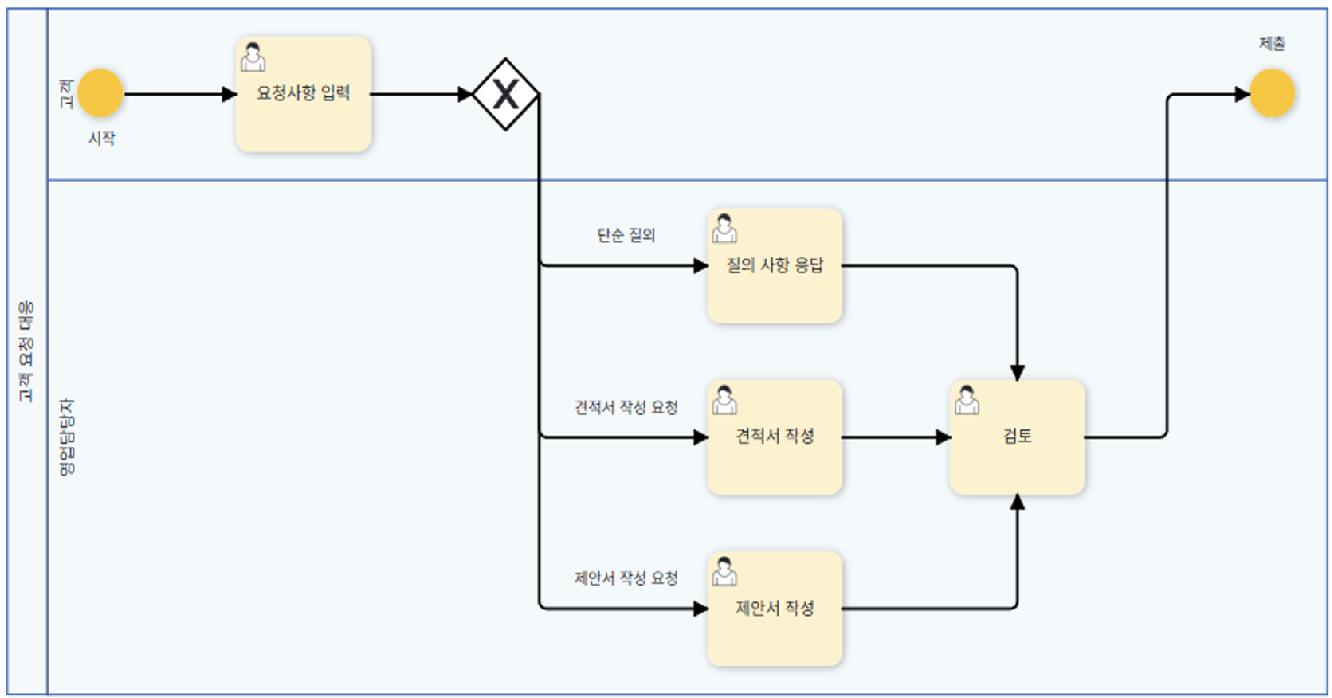 고객 요청 대응
고객
시작
요청사항 입력
X
제출
영업담당자
단순 질의
질의 사항 응답
견적서 작성 요청
견적서 작성
검토
제안서 작성 요청
제안서 작성